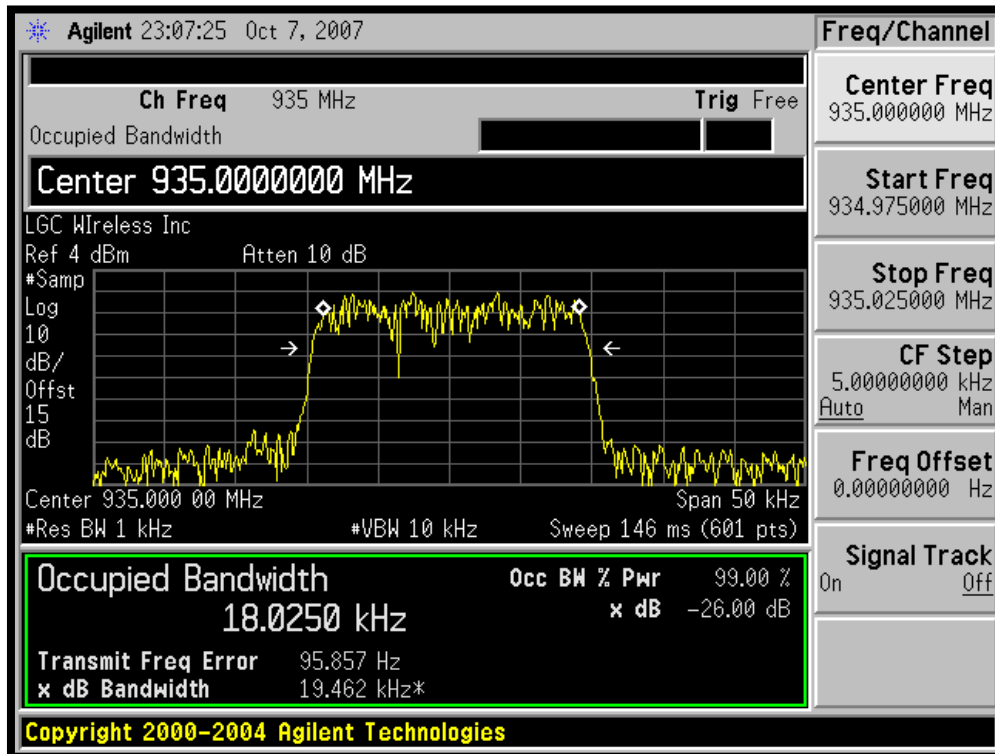 Agilent 23:07:25 Oct 7, 2007
Freq/Channel
Ch Freq 935 MHz Trig Free
Occupied Bandwidth
Center 935.0000000 MHz
LGC WIreless Inc
Ref 4 dBm Atten 10 dB
#Samp
Log
10
dB/
Offst
15
dB
Center 935.000 00 MHz Span 50 kHz
#Res BW 1 kHz #VBW 10 kHz Sweep 146 ms (601 pts)
Occupied Bandwidth Occ BW % Pwr 99.00 %
18.0250 kHz x dB -26.00 dB
Transmit Freq Error 95.857 Hz
x dB Bandwidth 19.462 kHz*
Copyright 2000-2004 Agilent Technologies
Center Freq
935.000000 MHz
Start Freq
934.975000 MHz
Stop Freq
935.025000 MHz
CF Step
5.00000000 kHz
Auto Man
Freq Offset
0.00000000 Hz
Signal Track
On Off